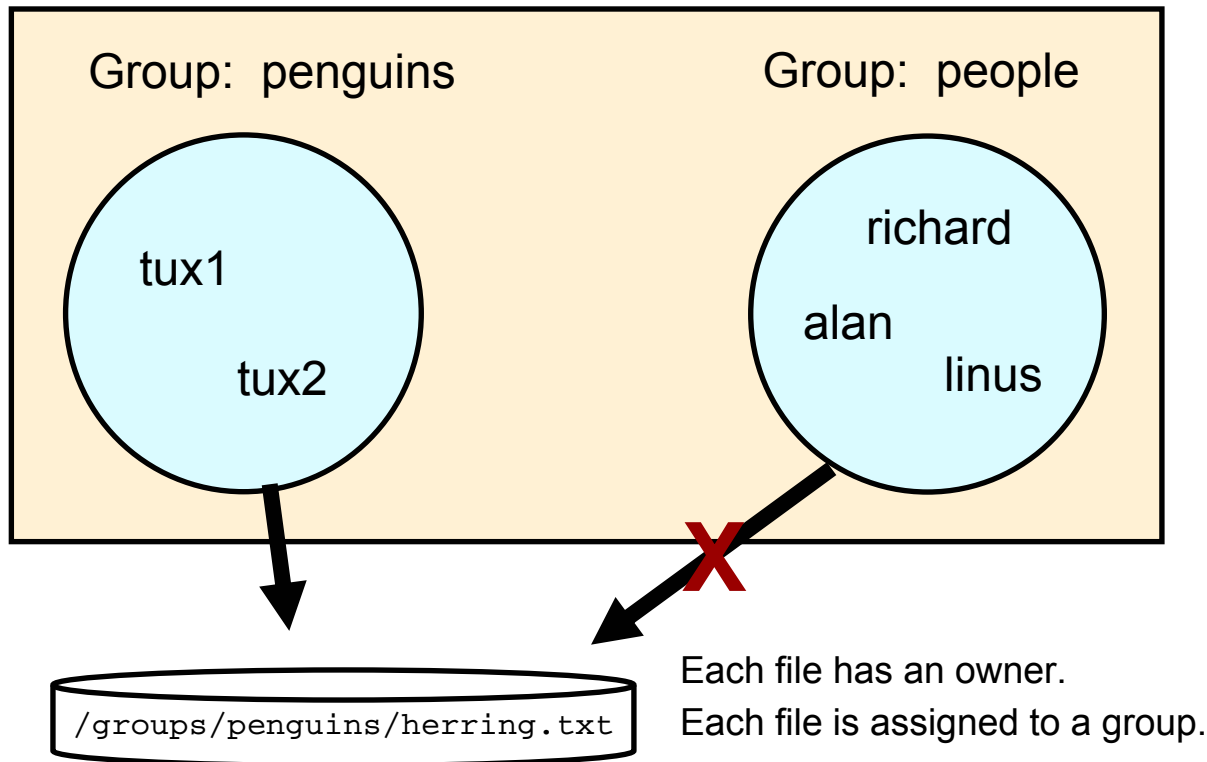 Group: penguins
Group: people
tux1
tux2
richard
alan
linus
X
/groups/penguins/herring.txt
Each file has an owner.
Each file is assigned to a group.